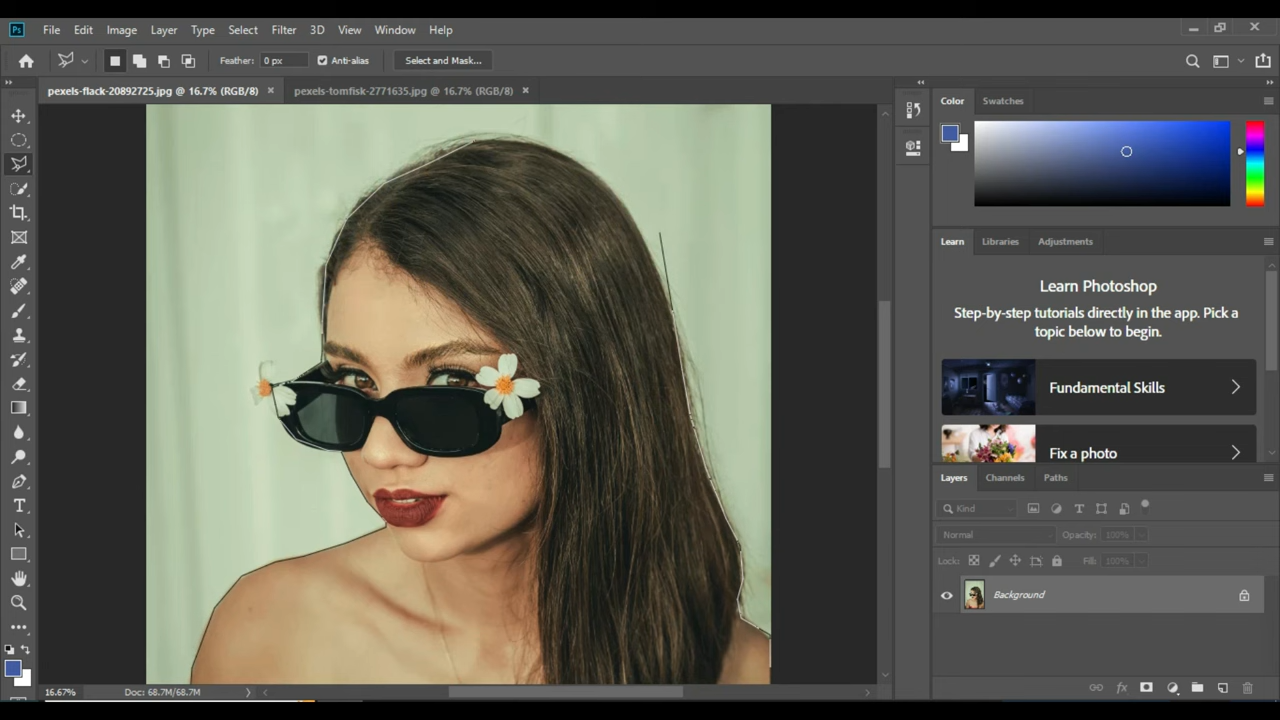 Ps File Edit Image Layer Type Select Filter 3D View Window Help
Feather: 0 px Anti-alias Select and Mask...
pexels-flack-20892725.jpg @ 16.7% (RGB/8) pexels-tomfisk-2771635.jpg @ 16.7% (RGB/8)
Color Swatches
Learn Libraries Adjustments
Learn Photoshop
Step-by-step tutorials directly in the app. Pick a
topic below to begin.
Fundamental Skills
Fix a photo
Layers Channels Paths
Kind
Normal Opacity: 100%
Lock: Fill: 100%
Background
16.67% Doc: 68.7M/68.7M